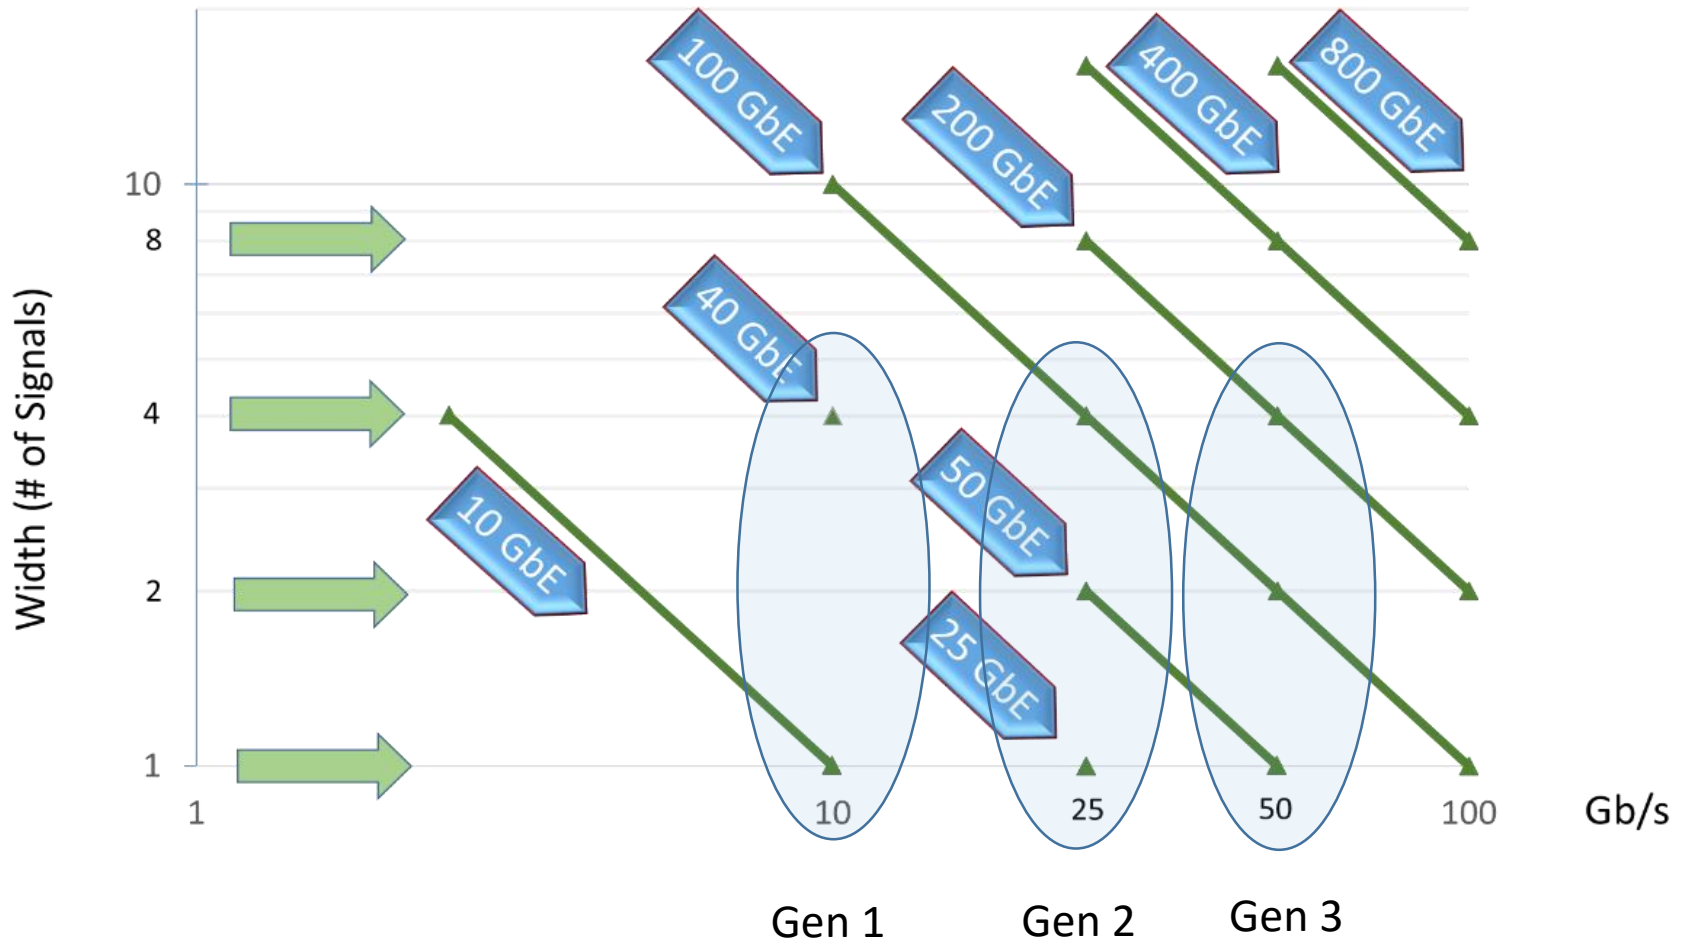 100 GbE
200 GbE
400 GbE
800 GbE
40 GbE
10 GbE
50 GbE
25 GbE
Width (# of Signals)
10
8
4
2
1
1
10
25
50
100
Gb/s
Gen 1
Gen 2
Gen 3